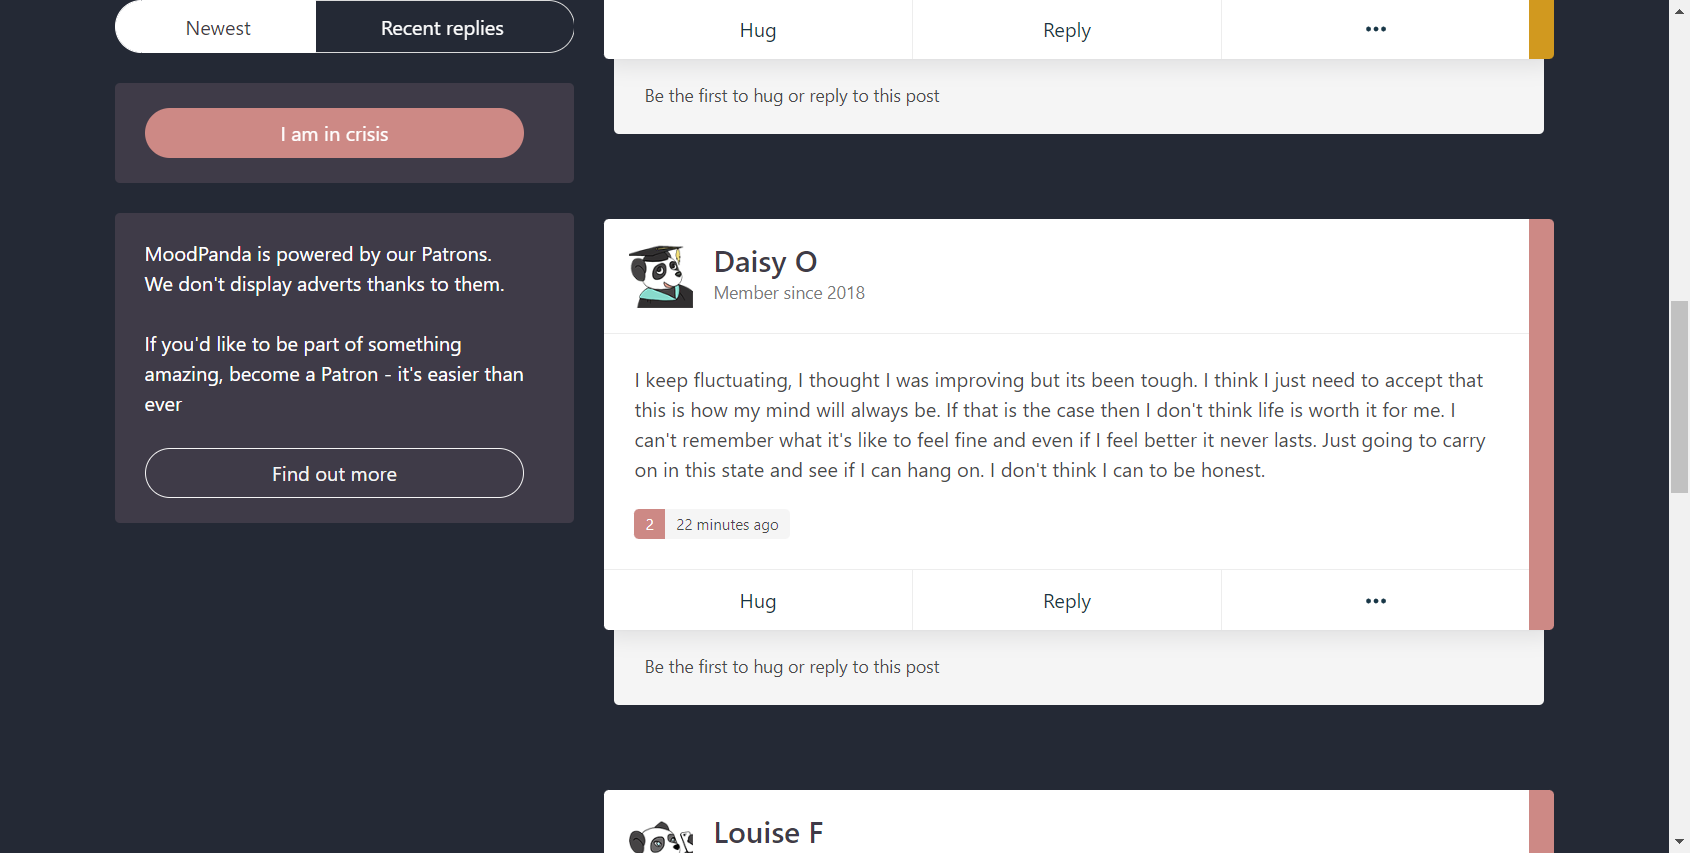 Newest
Recent replies
I am in crisis
MoodPanda is powered by our Patrons.
We don't display adverts thanks to them.
If you'd like to be part of something
amazing, become a Patron - it's easier than
ever
Find out more
Hug
Reply
•••
Be the first to hug or reply to this post
Daisy O
Member since 2018
I keep fluctuating, I thought I was improving but its been tough. I think I just need to accept that
this is how my mind will always be. If that is the case then I don't think life is worth it for me. I
can't remember what it's like to feel fine and even if I feel better it never lasts. Just going to carry
on in this state and see if I can hang on. I don't think I can to be honest.
2 22 minutes ago
Hug
Reply
•••
Be the first to hug or reply to this post
Louise F